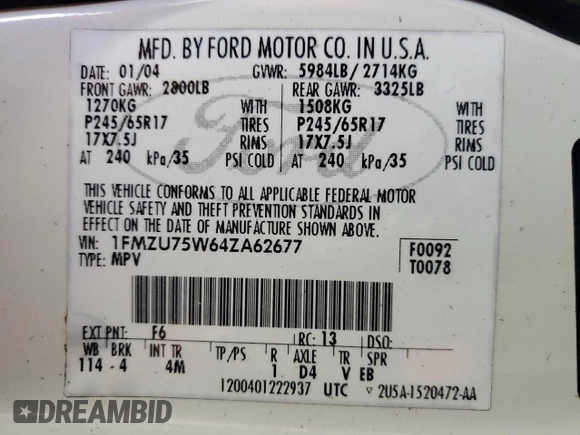 MFD. BY FORD MOTOR CO. IN U.S.A.
DATE: 01/04 GVWR: 5984LB/ 2714KG
FRONT GAWR: 2800LB REAR GAWR: 3325LB
1270KG WITH 1508KG WITH
P245/65R17 TIRES P245/65R17 TIRES
17X7.5J RIMS 17X7.5J RIMS
AT 240 kPa/35 PSI COLD AT 240 kPa/35 PSI COLD
THIS VEHICLE CONFORMS TO ALL APPLICABLE FEDERAL MOTOR
VEHICLE SAFETY AND THEFT PREVENTION STANDARDS IN
EFFECT ON THE DATE OF MANUFACTURE SHOWN ABOVE.
VIN: 1FMZU75W64ZA62677 F0092
TYPE: MPV T0078
EXT PNT: F6 RC: 13 DSO:
WB BRK INT TR TP/PS R AXLE TR SPR
114 - 4 4M 1 D4 V EB
1200401222937 UTC ▽ 2U5A-1520472-AA
Ford
DREAMBID